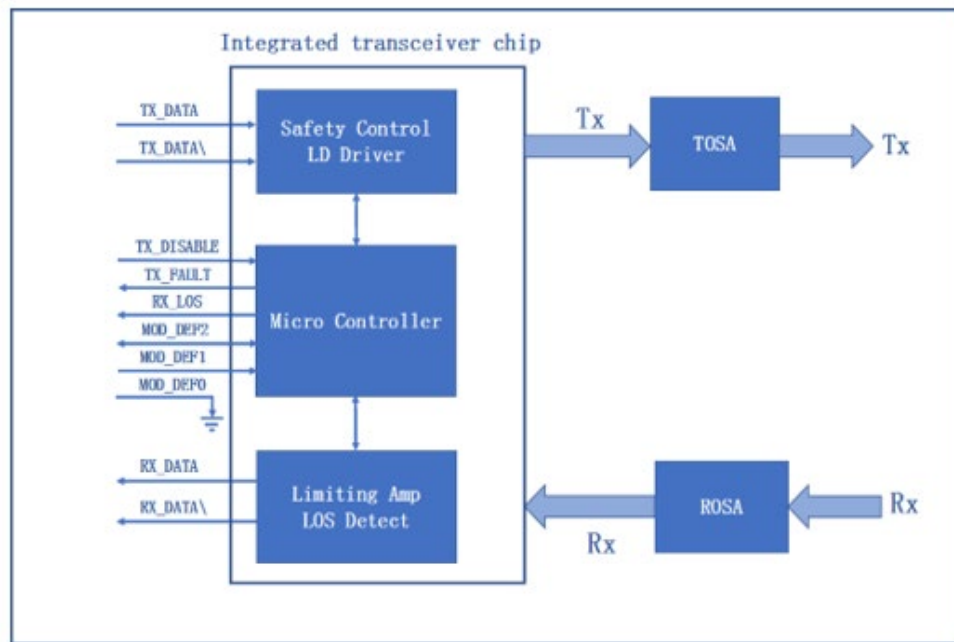 Integrated transceiver chip
TX_DATA
TX_DATA\
Safety Control
LD Driver
Tx
TOSA
Tx
TX_DISABLE
TX_FAULT
RX_LOS
MOD_DEF2
MOD_DEF1
MOD_DEF0
Micro Controller
RX_DATA
RX_DATA\
Limiting Amp
LOS Detect
Rx
ROSA
Rx